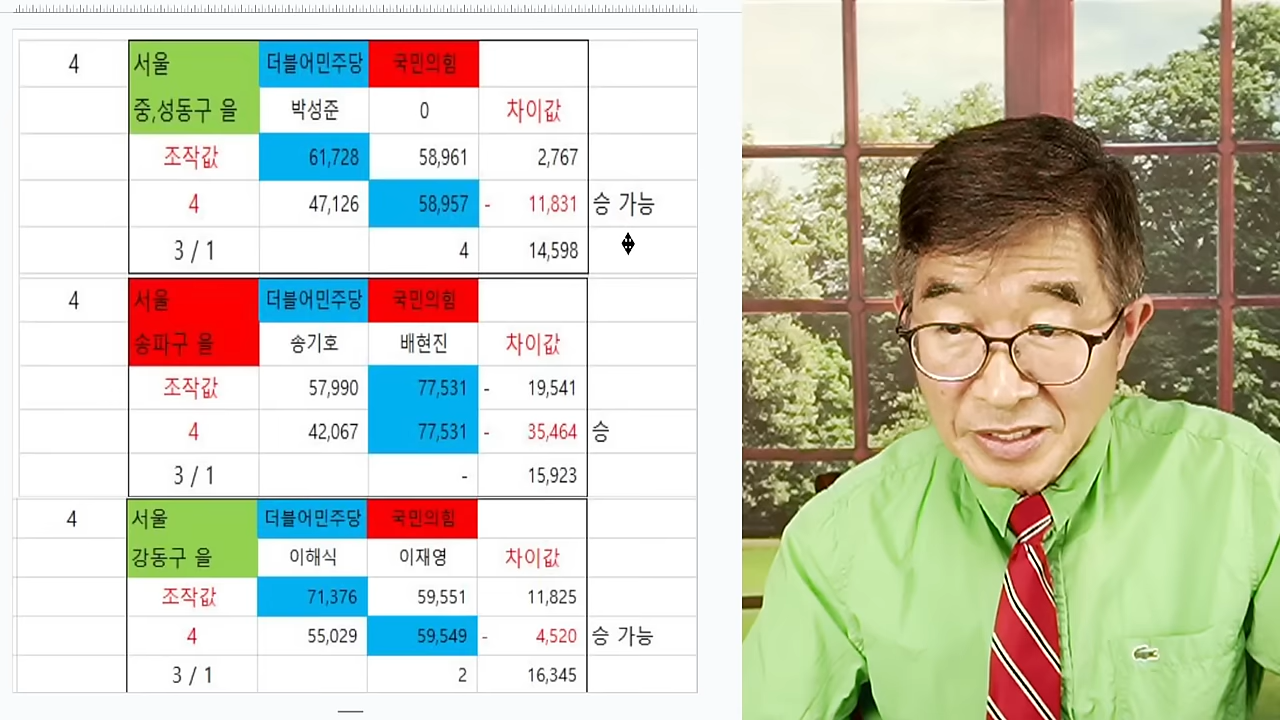 4 서울 더블어민주당 국민의힘
중,성동구 을 박성준 0 차이값
조작값 61,728 58,961 2,767
4 47,126 58,957 - 11,831 승 가능
3 / 1 4 14,598
4 서울 더블어민주당 국민의힘
송파구 을 송기호 배현진 차이값
조작값 57,990 77,531 - 19,541
4 42,067 77,531 - 35,464 승
3 / 1 - 15,923
4 서울 더블어민주당 국민의힘
강동구 을 이해식 이재영 차이값
조작값 71,376 59,551 11,825
4 55,029 59,549 - 4,520 승 가능
3 / 1 2 16,345